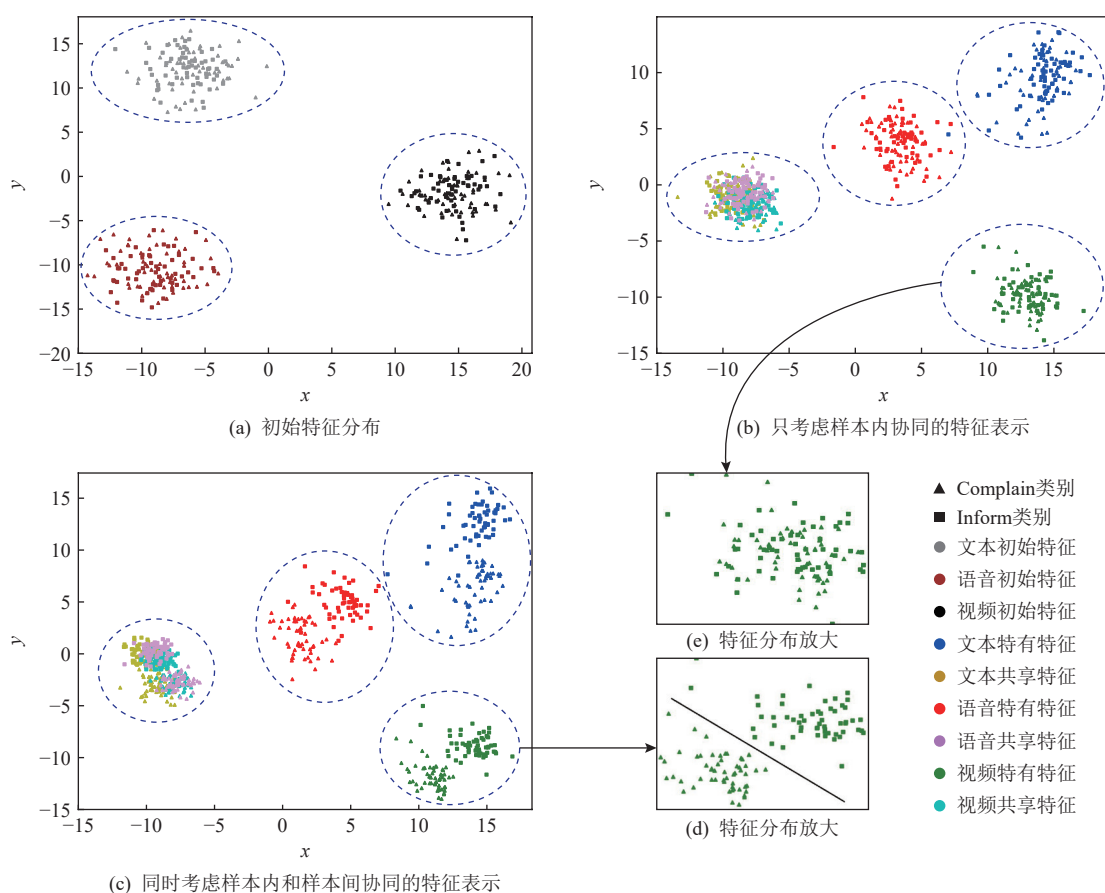 15
10
5
0
−5
−10
−15
−20
y
−15
−10
−5
0
5
10
15
20
x
(a) 初始特征分布
10
5
0
−5
−10
−15
y
−10
−5
0
5
10
15
x
(b) 只考虑样本内协同的特征表示
15
10
5
0
−5
−10
−15
y
−15
−10
−5
0
5
10
15
x
(c) 同时考虑样本内和样本间协同的特征表示
(e) 特征分布放大
(d) 特征分布放大
Complain类别
Inform类别
文本初始特征
语音初始特征
视频初始特征
文本特有特征
文本共享特征
语音特有特征
语音共享特征
视频特有特征
视频共享特征